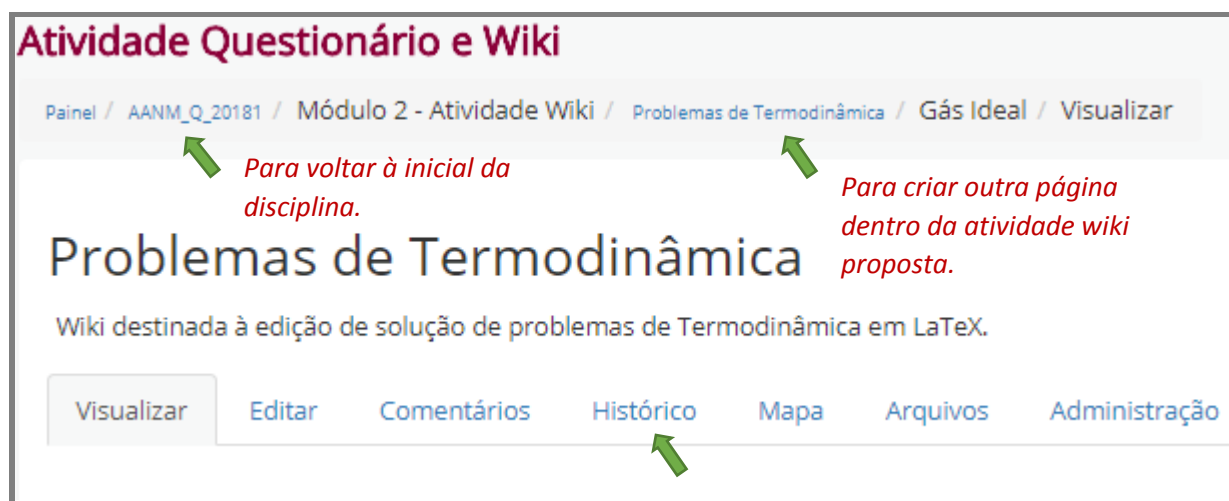 Atividade Questionário e Wiki
Painel / AANM_Q_20181 / Módulo 2 - Atividade Wiki / Problemas de Termodinâmica / Gás Ideal / Visualizar
Para voltar à inicial da
disciplina.
Para criar outra página
dentro da atividade wiki
proposta.
Problemas de Termodinâmica
Wiki destinada à edição de solução de problemas de Termodinâmica em LaTeX.
Visualizar Editar Comentários Histórico Mapa Arquivos Administração